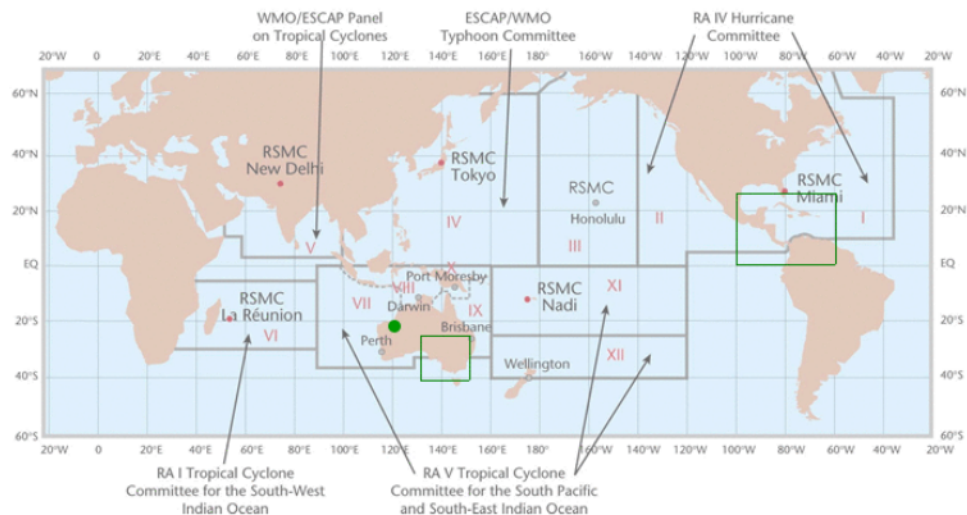 WMO/ESCAP Panel
on Tropical Cyclones
ESCAP/WMO
Typhoon Committee
RA IV Hurricane
Committee
20°W 0° 20°E 40°E 60°E 80°E 100°E 120°E 140°E 160°E 180° 160°W 140°W 120°W 100°W 80°W 60°W 40°W 20°W
60°N 60°N
40°N 40°N
20°N 20°N
EQ EQ
20°S 20°S
40°S 40°S
60°S 60°S
RSMC
New Delhi
RSMC
Tokyo
RSMC
Honolulu
RSMC
Miami
I
II
III
IV
V
X
Port Moresby
VIII
VII
Darwin
IX
RSMC
Nadi
XI
RSMC
La Réunion
VI
Perth
Brisbane
Wellington
XII
20°W 0° 20°E 40°E 60°E 80°E 100°E 120°E 140°E 160°E 180° 160°W 140°W 120°W 100°W 80°W 60°W 40°W 20°W
RA I Tropical Cyclone
Committee for the South-West
Indian Ocean
RA V Tropical Cyclone
Committee for the South Pacific
and South-East Indian Ocean